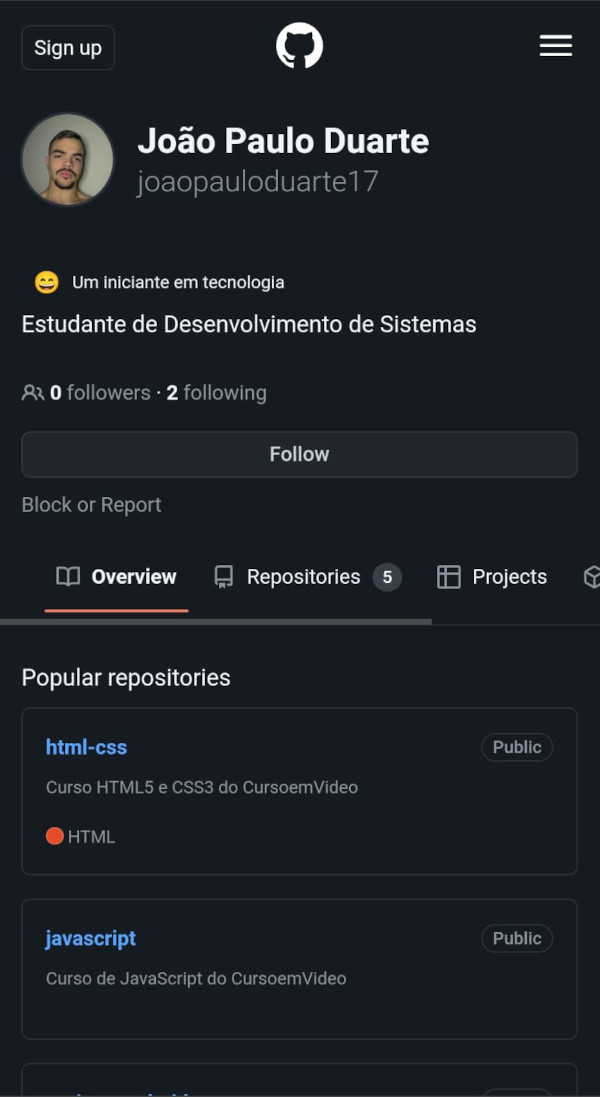 Sign up
João Paulo Duarte
joaopauloduarte17
Um iniciante em tecnologia
Estudante de Desenvolvimento de Sistemas
0 followers · 2 following
Follow
Block or Report
Overview Repositories 5 Projects
Popular repositories
html-css Public
Curso HTML5 e CSS3 do CursoemVideo
HTML
javascript Public
Curso de JavaScript do CursoemVideo